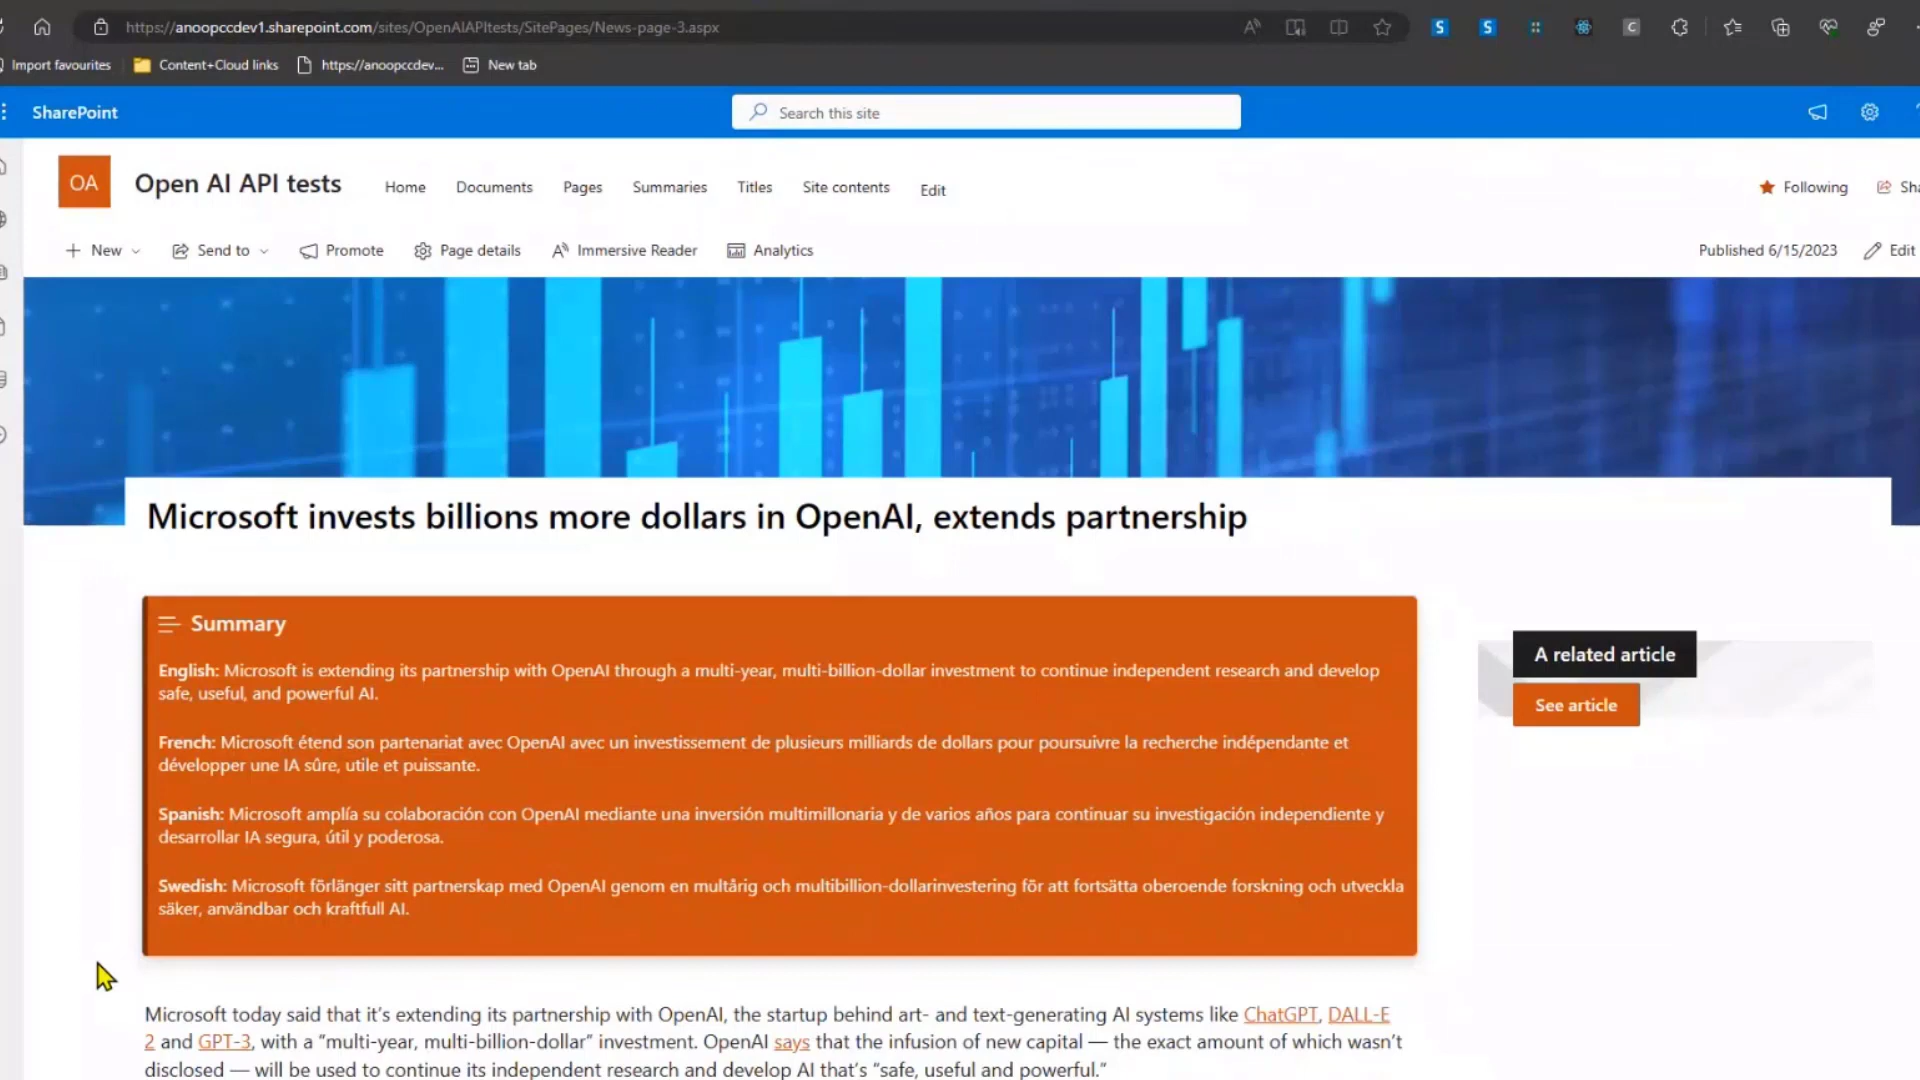 https://anoopccdev1.sharepoint.com/sites/OpenAIAPItests/SitePages/News-page-3.aspx
Import favourites Content+Cloud links https://anoopccdev... New tab
SharePoint Search this site
OA Open AI API tests Home Documents Pages Summaries Titles Site contents Edit Following Sha
New Send to Promote Page details Immersive Reader Analytics Published 6/15/2023 Edit
Microsoft invests billions more dollars in OpenAI, extends partnership
Summary
English: Microsoft is extending its partnership with OpenAI through a multi-year, multi-billion-dollar investment to continue independent research and develop
safe, useful, and powerful AI.
French: Microsoft étend son partenariat avec OpenAI avec un investissement de plusieurs milliards de dollars pour poursuivre la recherche indépendante et
développer une IA sûre, utile et puissante.
Spanish: Microsoft amplía su colaboración con OpenAI mediante una inversión multimillonaria y de varios años para continuar su investigación independiente y
desarrollar IA segura, útil y poderosa.
Swedish: Microsoft förlänger sitt partnerskap med OpenAI genom en multårig och multibillion-dollarinvestering för att fortsätta oberoende forskning och utveckla
säker, användbar och kraftfull AI.
A related article
See article
Microsoft today said that it's extending its partnership with OpenAI, the startup behind art- and text-generating AI systems like ChatGPT, DALL-E
2 and GPT-3, with a "multi-year, multi-billion-dollar" investment. OpenAI says that the infusion of new capital — the exact amount of which wasn't
disclosed — will be used to continue its independent research and develop AI that's "safe, useful and powerful."